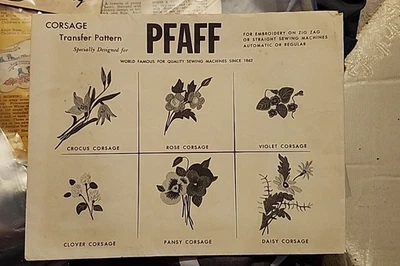 CORSAGE
Transfer Pattern
Specially Designed for
PFAFF
FOR EMBROIDERY ON ZIG ZAG
OR STRAIGHT SEWING MACHINES
AUTOMATIC OR REGULAR
WORLD FAMOUS FOR QUALITY SEWING MACHINES SINCE 1862
CROCUS CORSAGE
ROSE CORSAGE
VIOLET CORSAGE
CLOVER CORSAGE
PANSY CORSAGE
DAISY CORSAGE